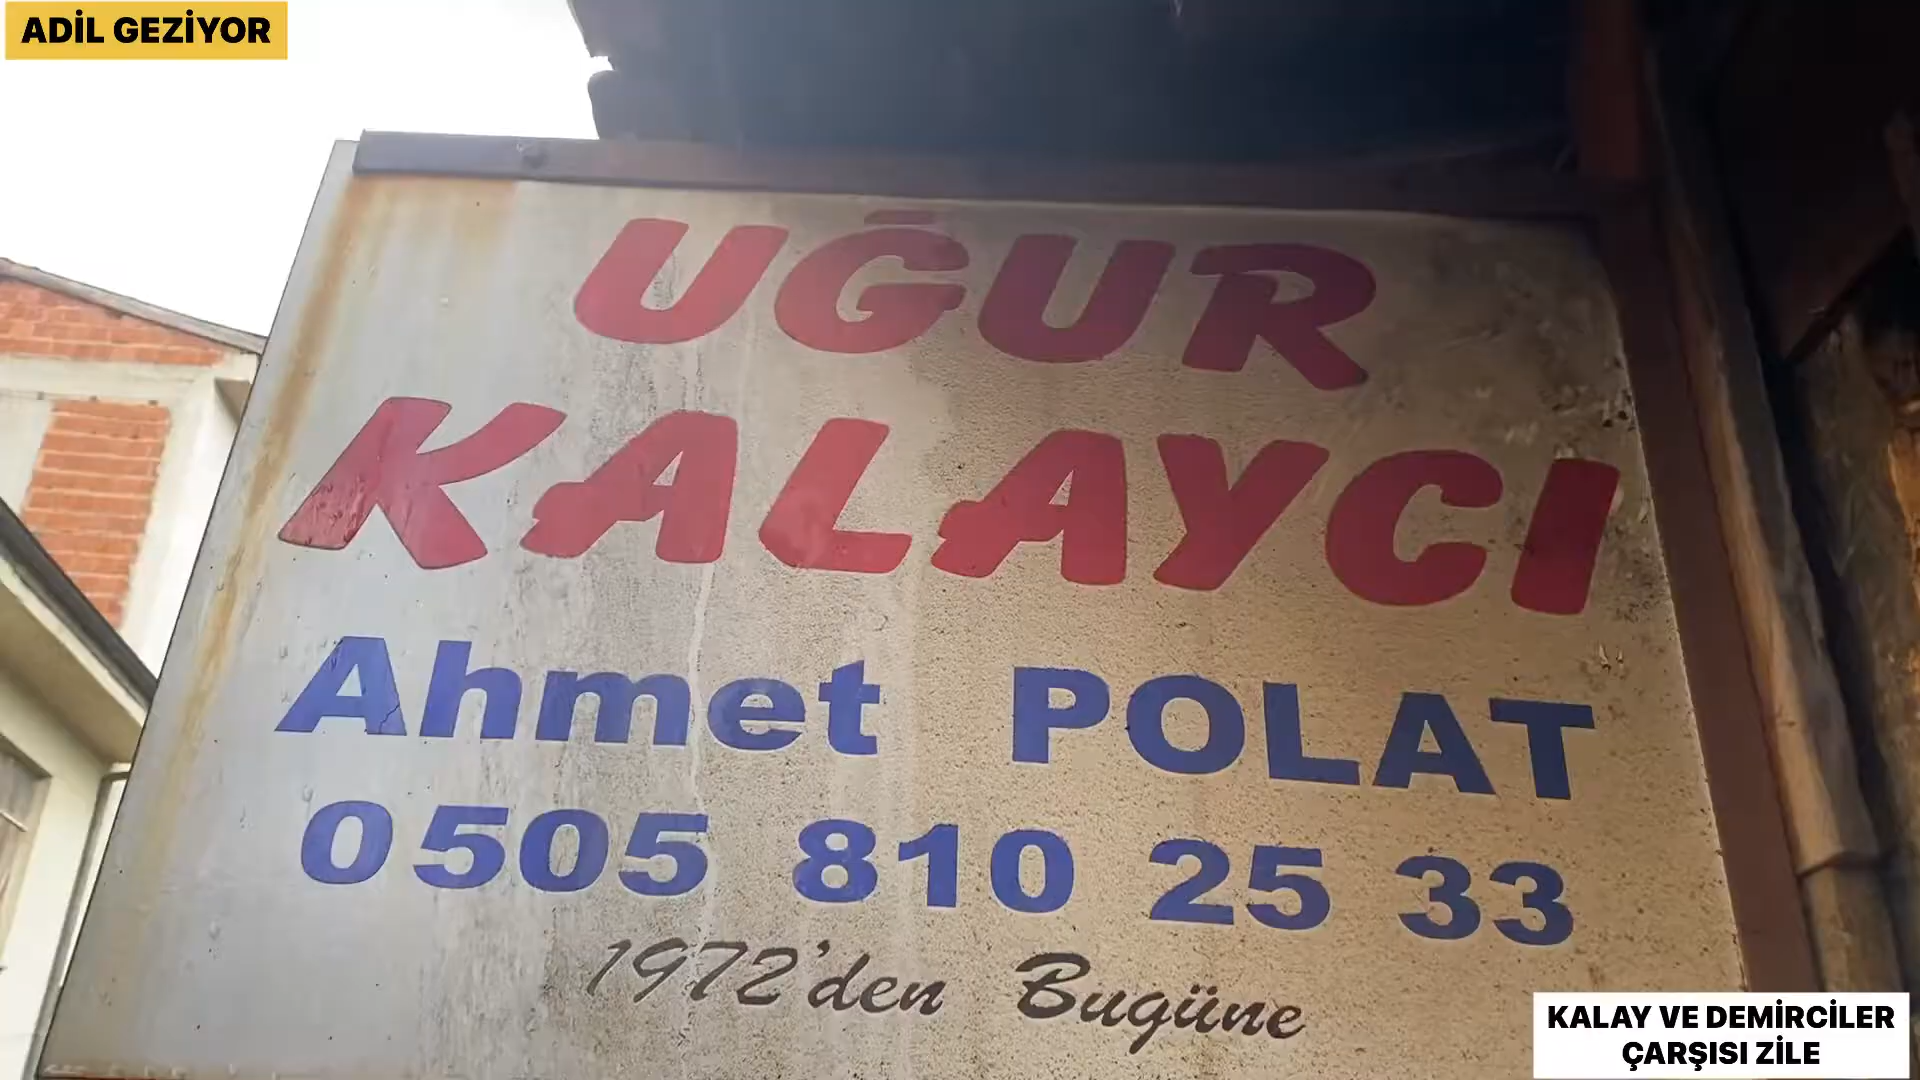 ADİL GEZİYOR
UĞUR
KALAYCI
Ahmet POLAT
0505 810 25 33
1972'den Bugüne
KALAY VE DEMİRCİLER
ÇARŞISI ZİLE